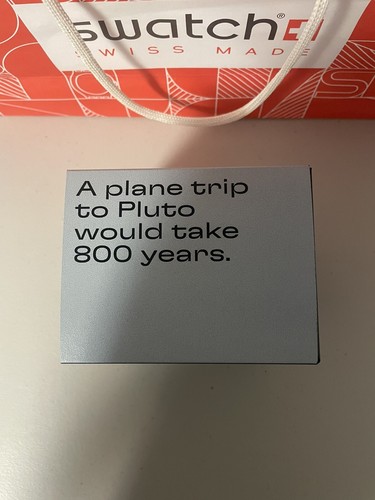 swatch®
SWISS MADE
A plane trip
to Pluto
would take
800 years.